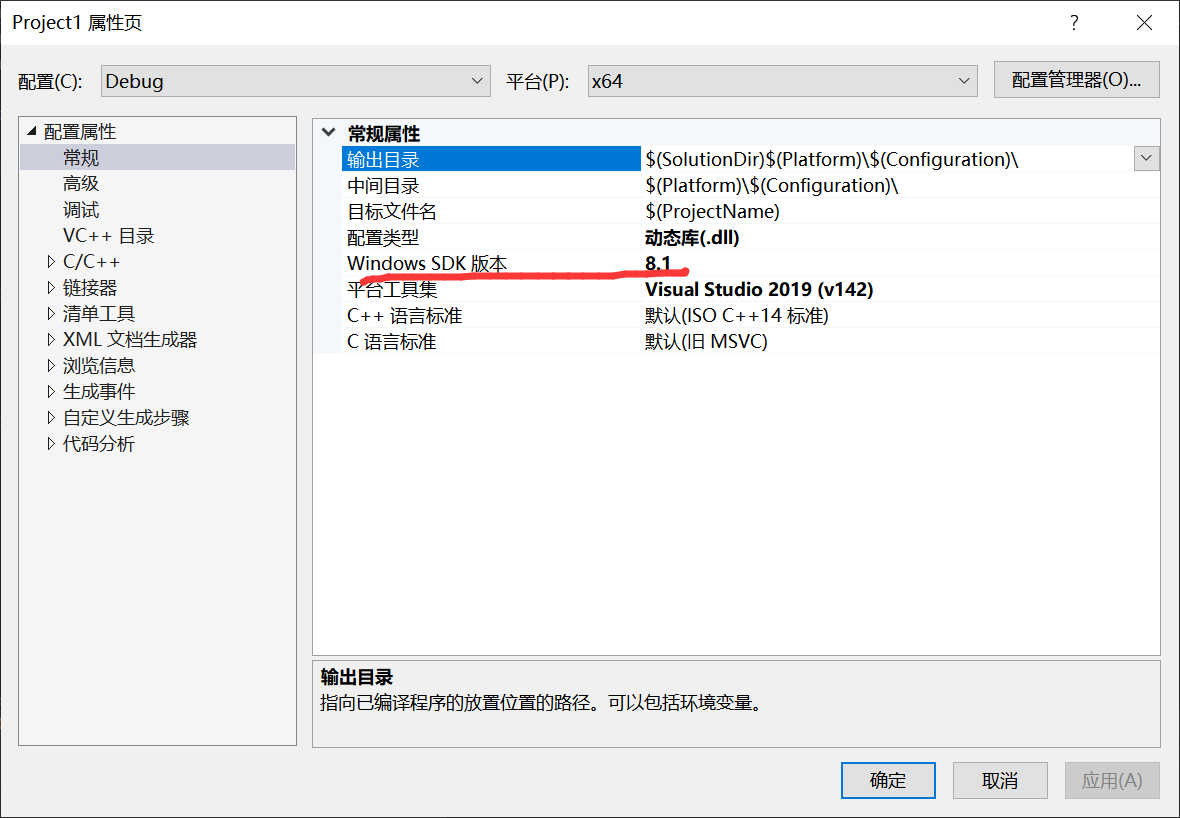 Project1 属性页
配置(C): Debug 平台(P): x64 配置管理器(O)...
配置属性
常规
高级
调试
VC++ 目录
C/C++
链接器
清单工具
XML 文档生成器
浏览信息
生成事件
自定义生成步骤
代码分析
常规属性
输出目录 $(SolutionDir)$(Platform)\$(Configuration)\
中间目录 $(Platform)\$(Configuration)\
目标文件名 $(ProjectName)
配置类型 动态库(.dll)
Windows SDK 版本 8.1
平台工具集 Visual Studio 2019 (v142)
C++ 语言标准 默认(ISO C++14 标准)
C 语言标准 默认(旧 MSVC)
输出目录
指向已编译程序的放置位置的路径。可以包括环境变量。
确定 取消 应用(A)